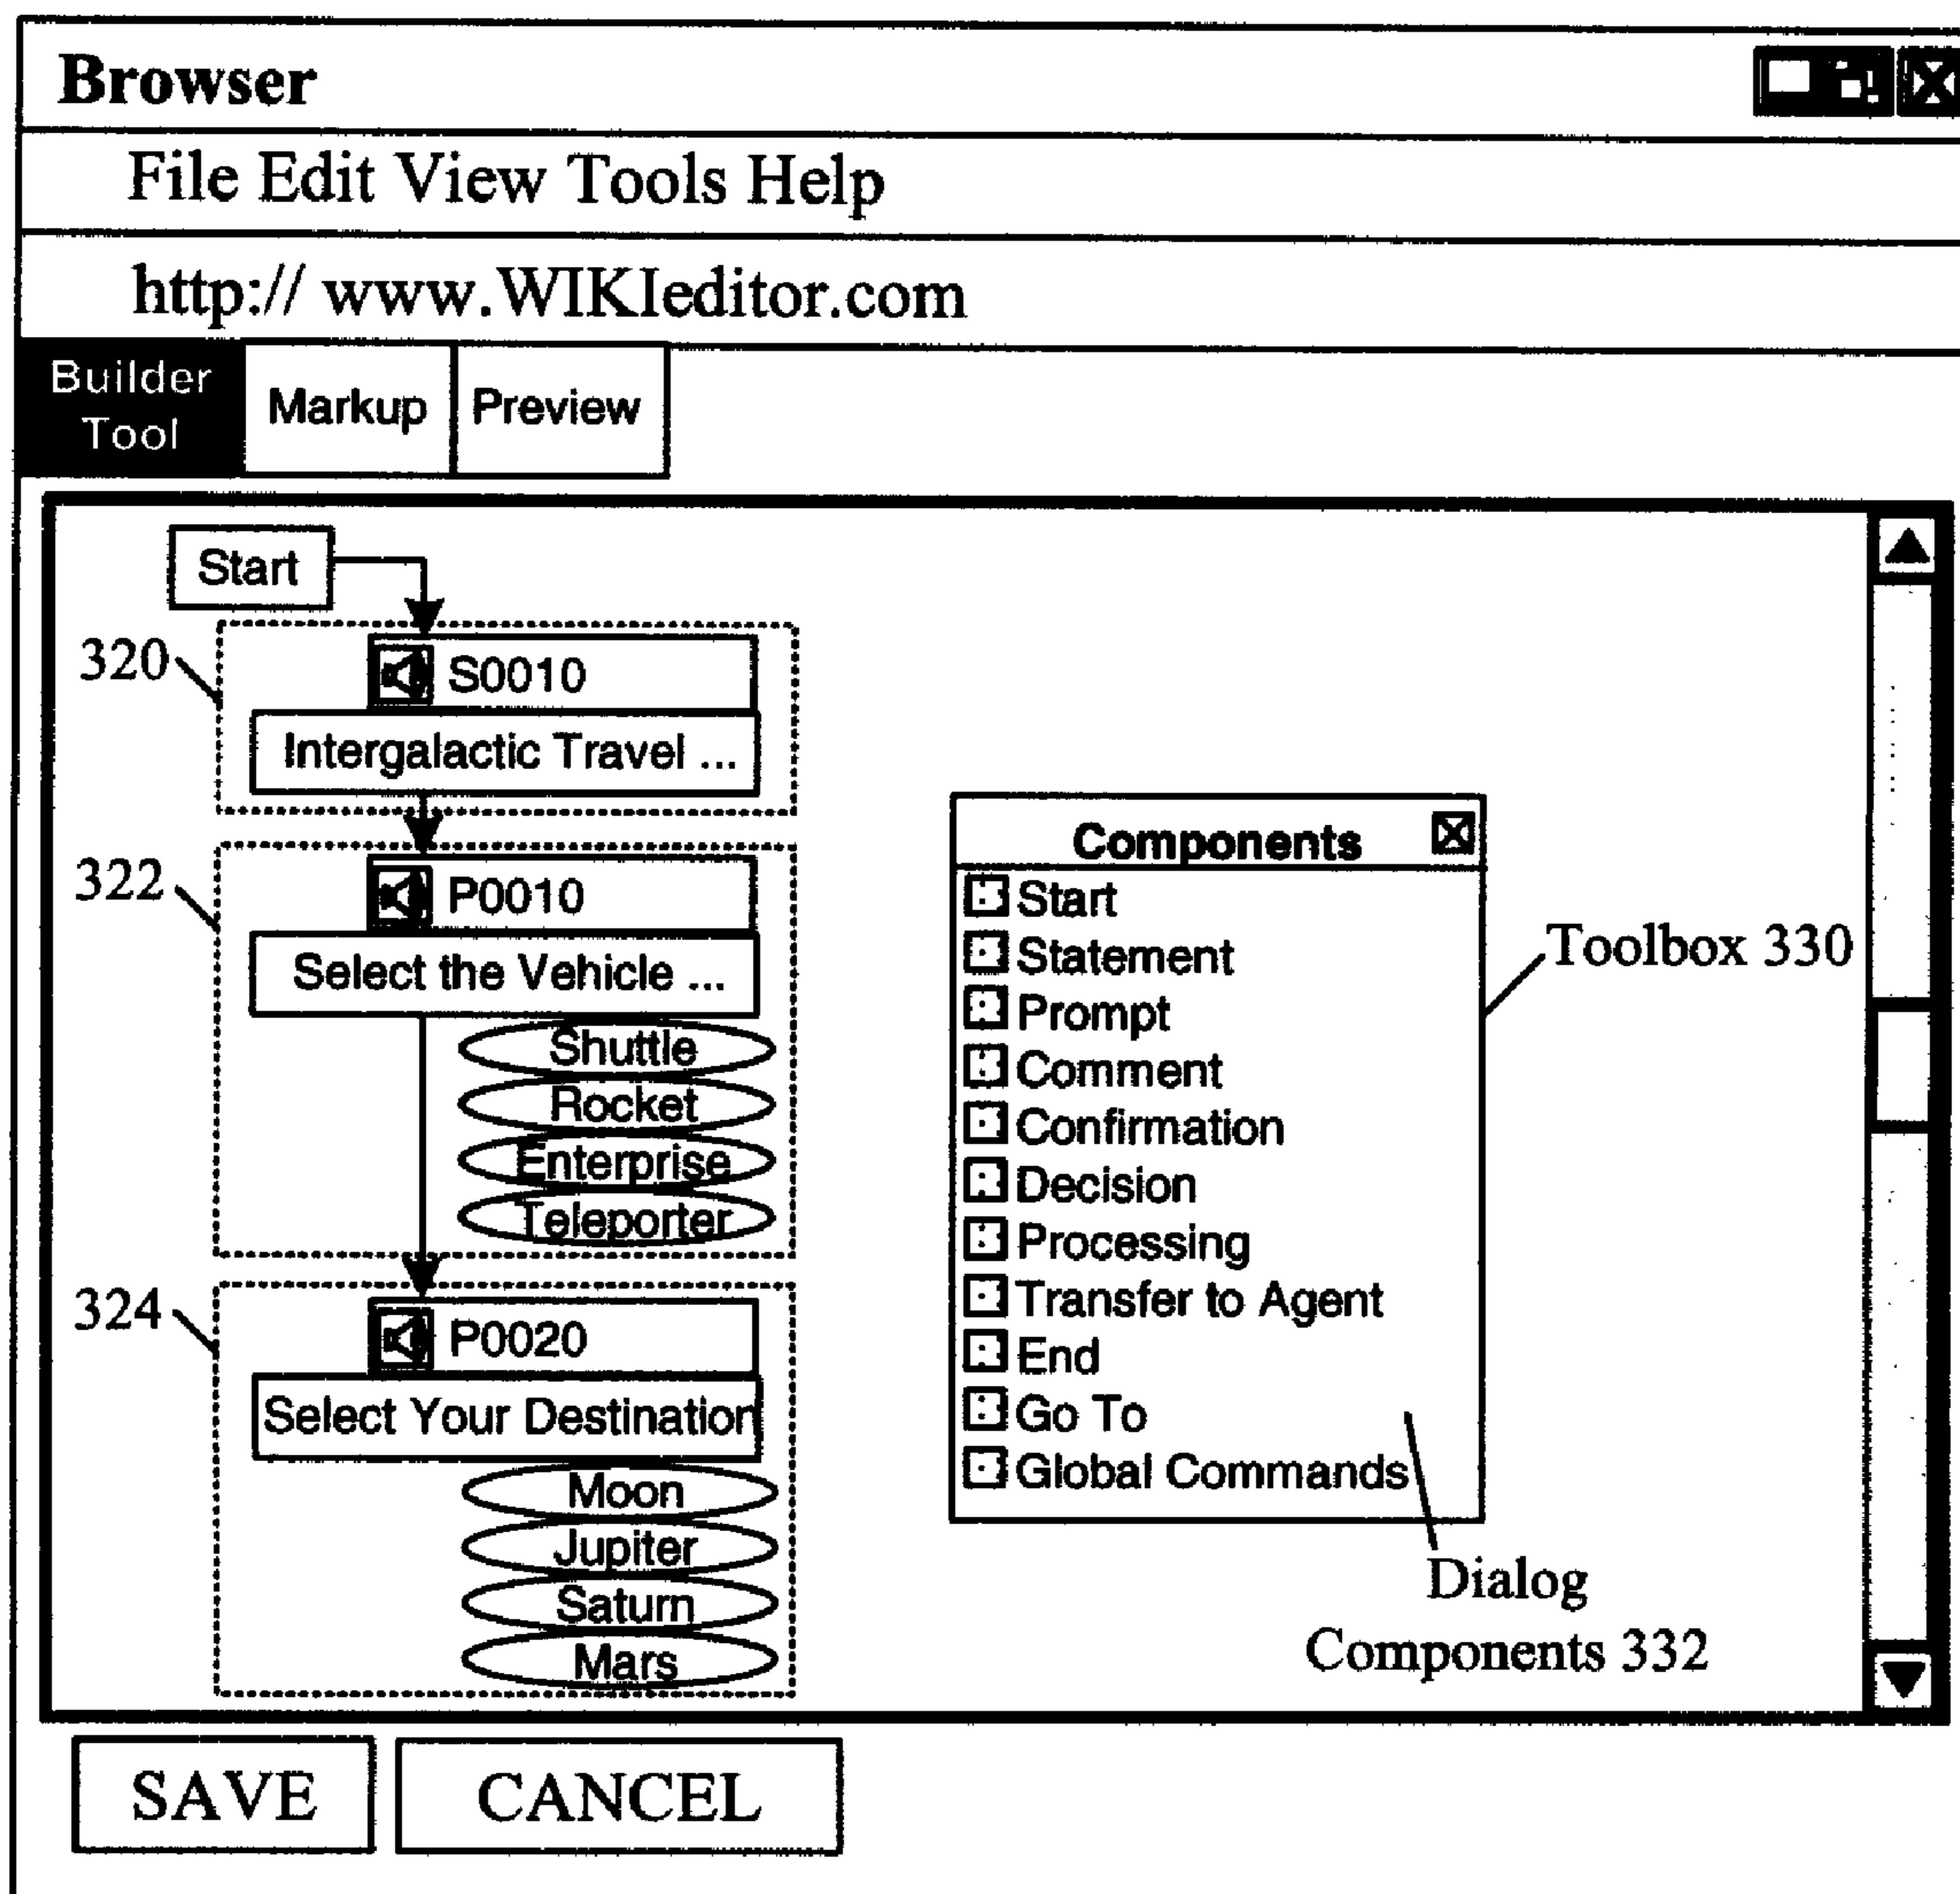 Browser
File Edit View Tools Help
http:// www.WIKIeditor.com
Builder
Tool
Markup
Preview
Start
320
S0010
Intergalactic Travel ...
322
P0010
Select the Vehicle ...
Shuttle
Rocket
Enterprise
Teleporter
324
P0020
Select Your Destination
Moon
Jupiter
Saturn
Mars
Components
Start
Statement
Prompt
Comment
Confirmation
Decision
Processing
Transfer to Agent
End
Go To
Global Commands
Toolbox 330
Dialog
Components 332
SAVE
CANCEL